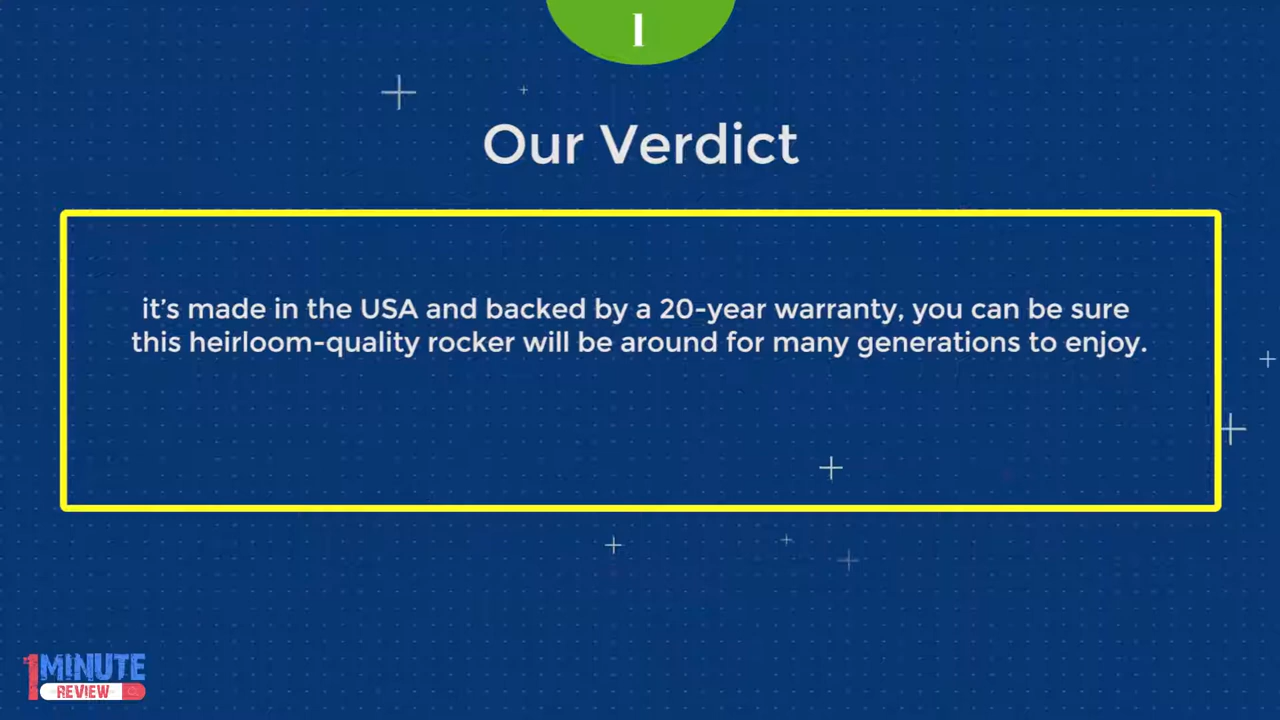 1
Our Verdict
it's made in the USA and backed by a 20-year warranty, you can be sure
this heirloom-quality rocker will be around for many generations to enjoy.
1MINUTE
REVIEW